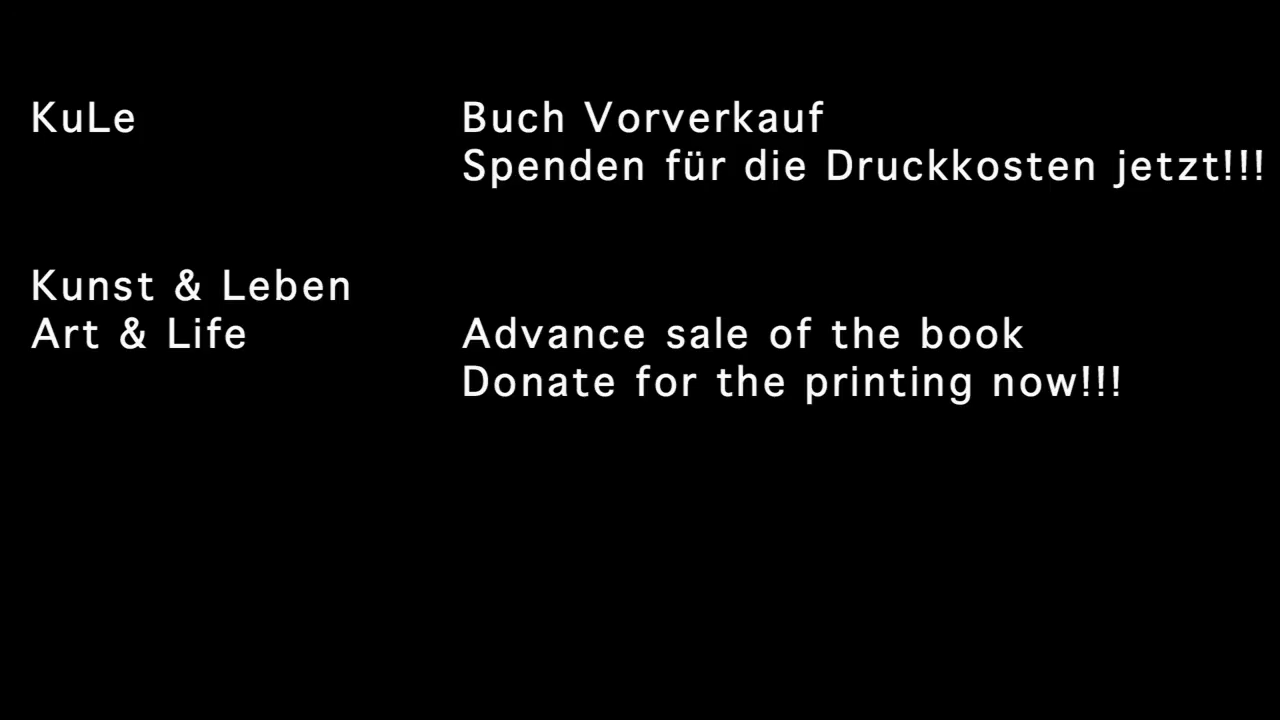 KuLe
Buch Vorverkauf
Spenden für die Druckkosten jetzt!!!
Kunst & Leben
Art & Life
Advance sale of the book
Donate for the printing now!!!